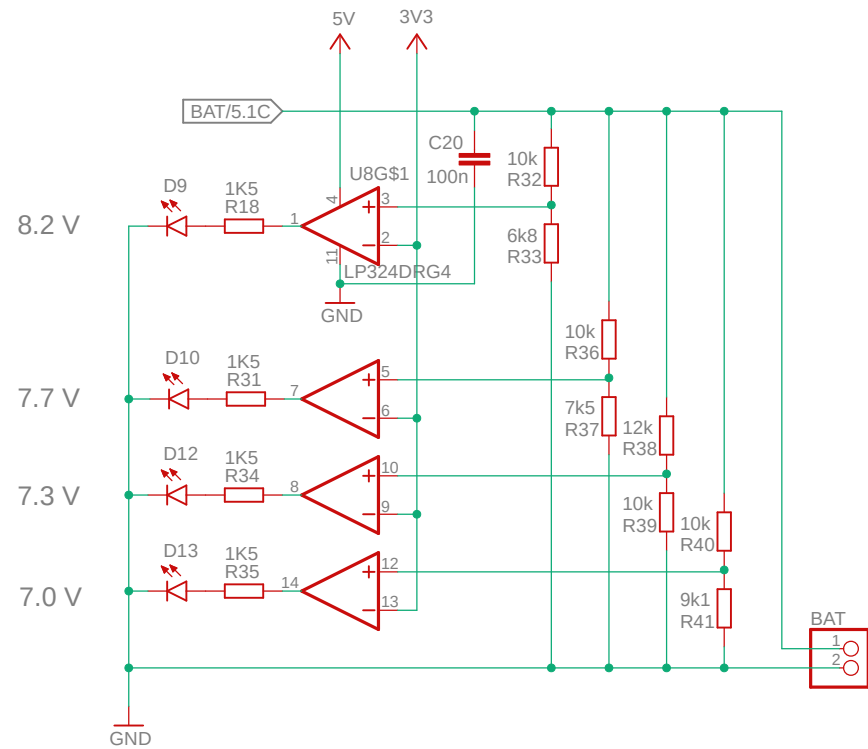 5V
3V3
BAT/5.1C
C20
100n
10k
R32
U8G$1
D9
1K5
R18
8.2 V
1
4
3
2
11
LP324DRG4
GND
6k8
R33
10k
R36
D10
1K5
R31
7.7 V
7
5
6
7k5
R37
12k
R38
D12
1K5
R34
7.3 V
8
10
9
10k
R39
10k
R40
D13
1K5
R35
7.0 V
14
12
13
9k1
R41
BAT
1
2
GND